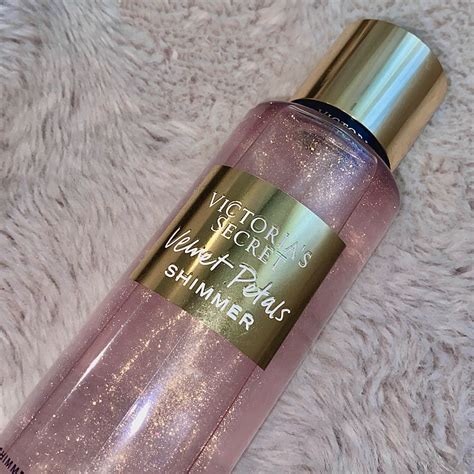 VICTORIA'S
SECRET
Velvet Petals
SHIMMER